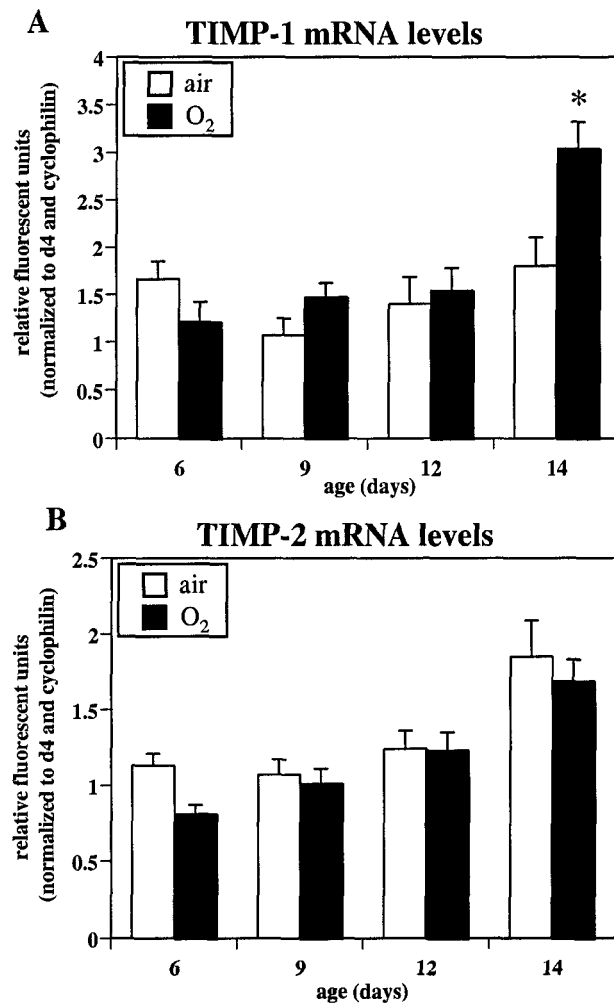 A
TIMP-1 mRNA levels
relative fluorescent units
(normalized to d4 and cyclophilin)
4
3.5
3
2.5
2
1.5
1
0.5
0
air
O2
*
6 9 12 14
age (days)
B
TIMP-2 mRNA levels
relative fluorescent units
(normalized to d4 and cyclophilin)
2.5
2
1.5
1
0.5
0
air
O2
6 9 12 14
age (days)